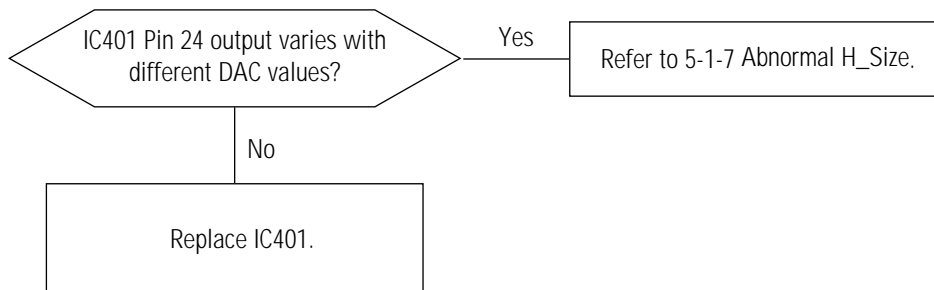 IC401 Pin 24 output varies with
different DAC values?
Yes
Refer to 5-1-7 Abnormal H_Size.
No
Replace IC401.